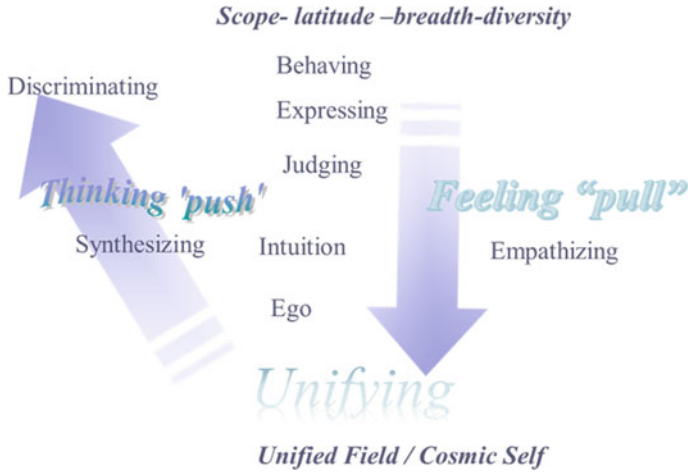 Scope- latitude –breadth-diversity
Behaving
Discriminating
Expressing
Judging
Thinking 'push'
Feeling “pull”
Synthesizing
Intuition
Empathizing
Ego
Unifying
Unified Field / Cosmic Self